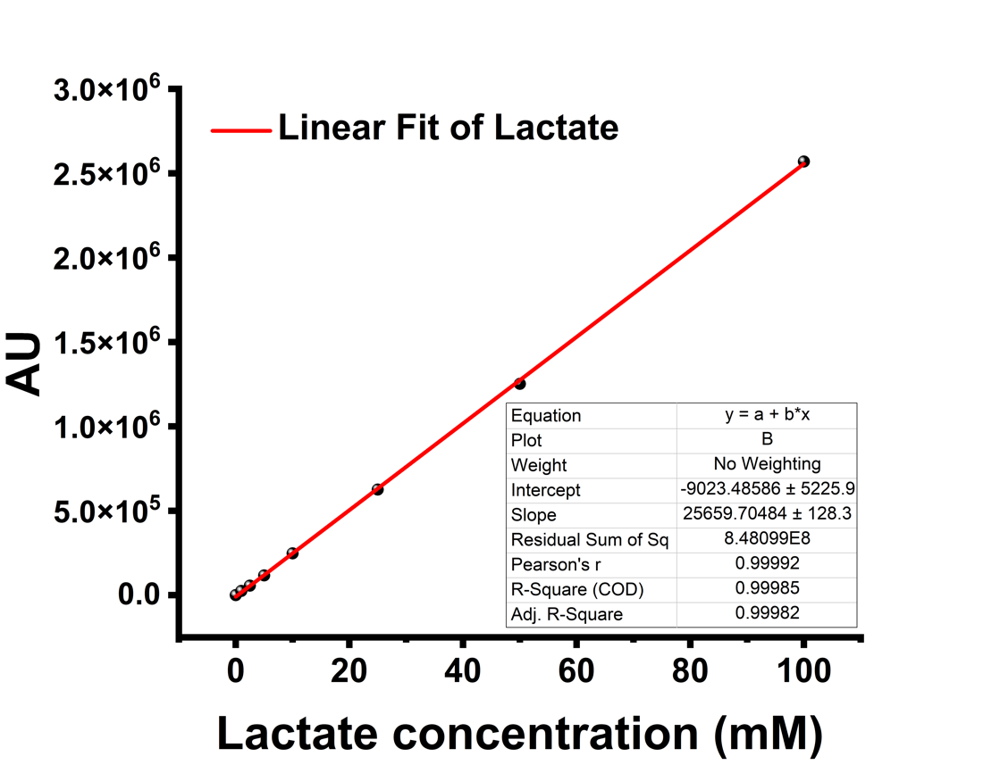 3.0×10⁶
Linear Fit of Lactate
2.5×10⁶
2.0×10⁶
1.5×10⁶
AU
1.0×10⁶
5.0×10⁵
0.0
Equation y = a + b*x
Plot B
Weight No Weighting
Intercept -9023.48586 ± 5225.9
Slope 25659.70484 ± 128.3
Residual Sum of Sq 8.48099E8
Pearson's r 0.99992
R-Square (COD) 0.99985
Adj. R-Square 0.99982
0 20 40 60 80 100
Lactate concentration (mM)